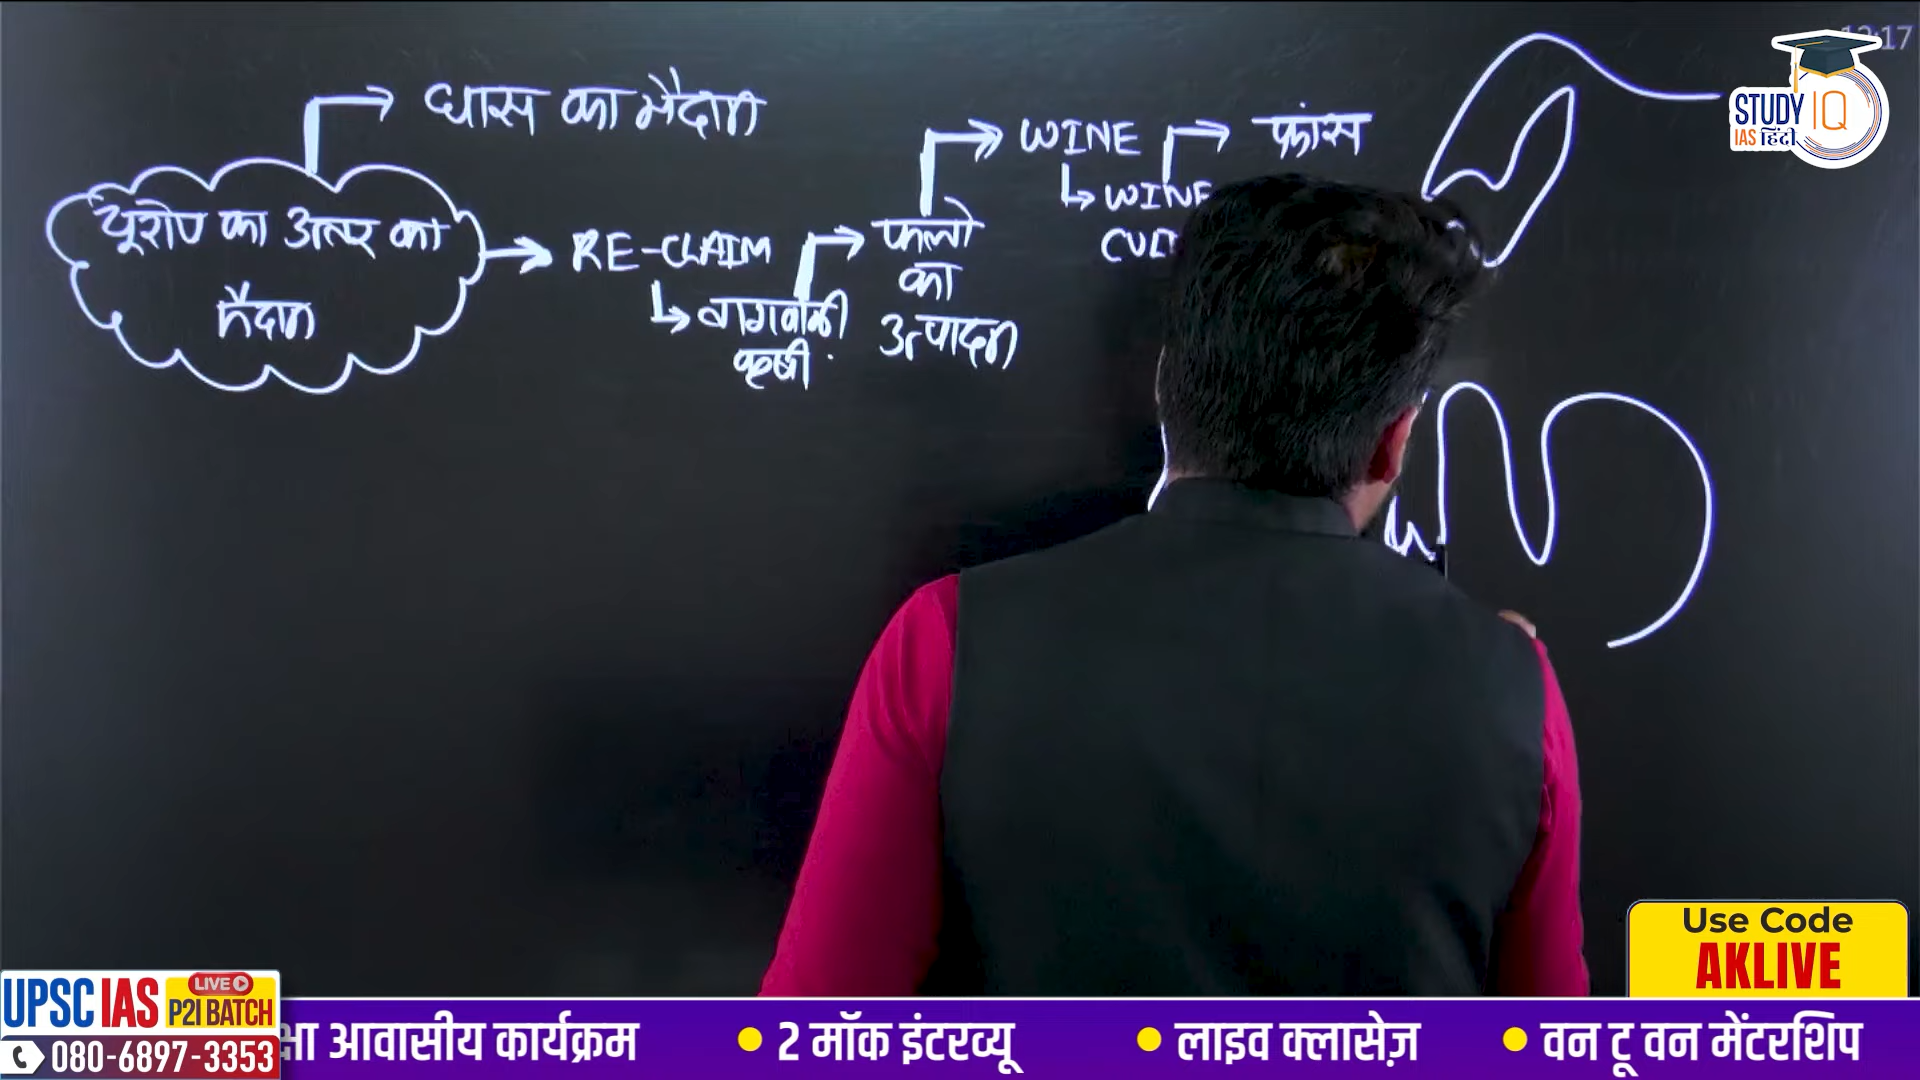 घास का मैदान
यूरोप का उत्तर का
मैदान
RE-CLAIM
बागवानी
कृषी
फलो
का
उत्पादन
WINE
WINE
फ्रांस
12:17
STUDY IQ
IAS हिंदी
Use Code
AKLIVE
UPSC IAS
LIVE
P2I BATCH
080-6897-3353
क्षा आवासीय कार्यक्रम
2 मॉक इंटरव्यू
लाइव क्लासेज़
वन टू वन मेंटरशिप